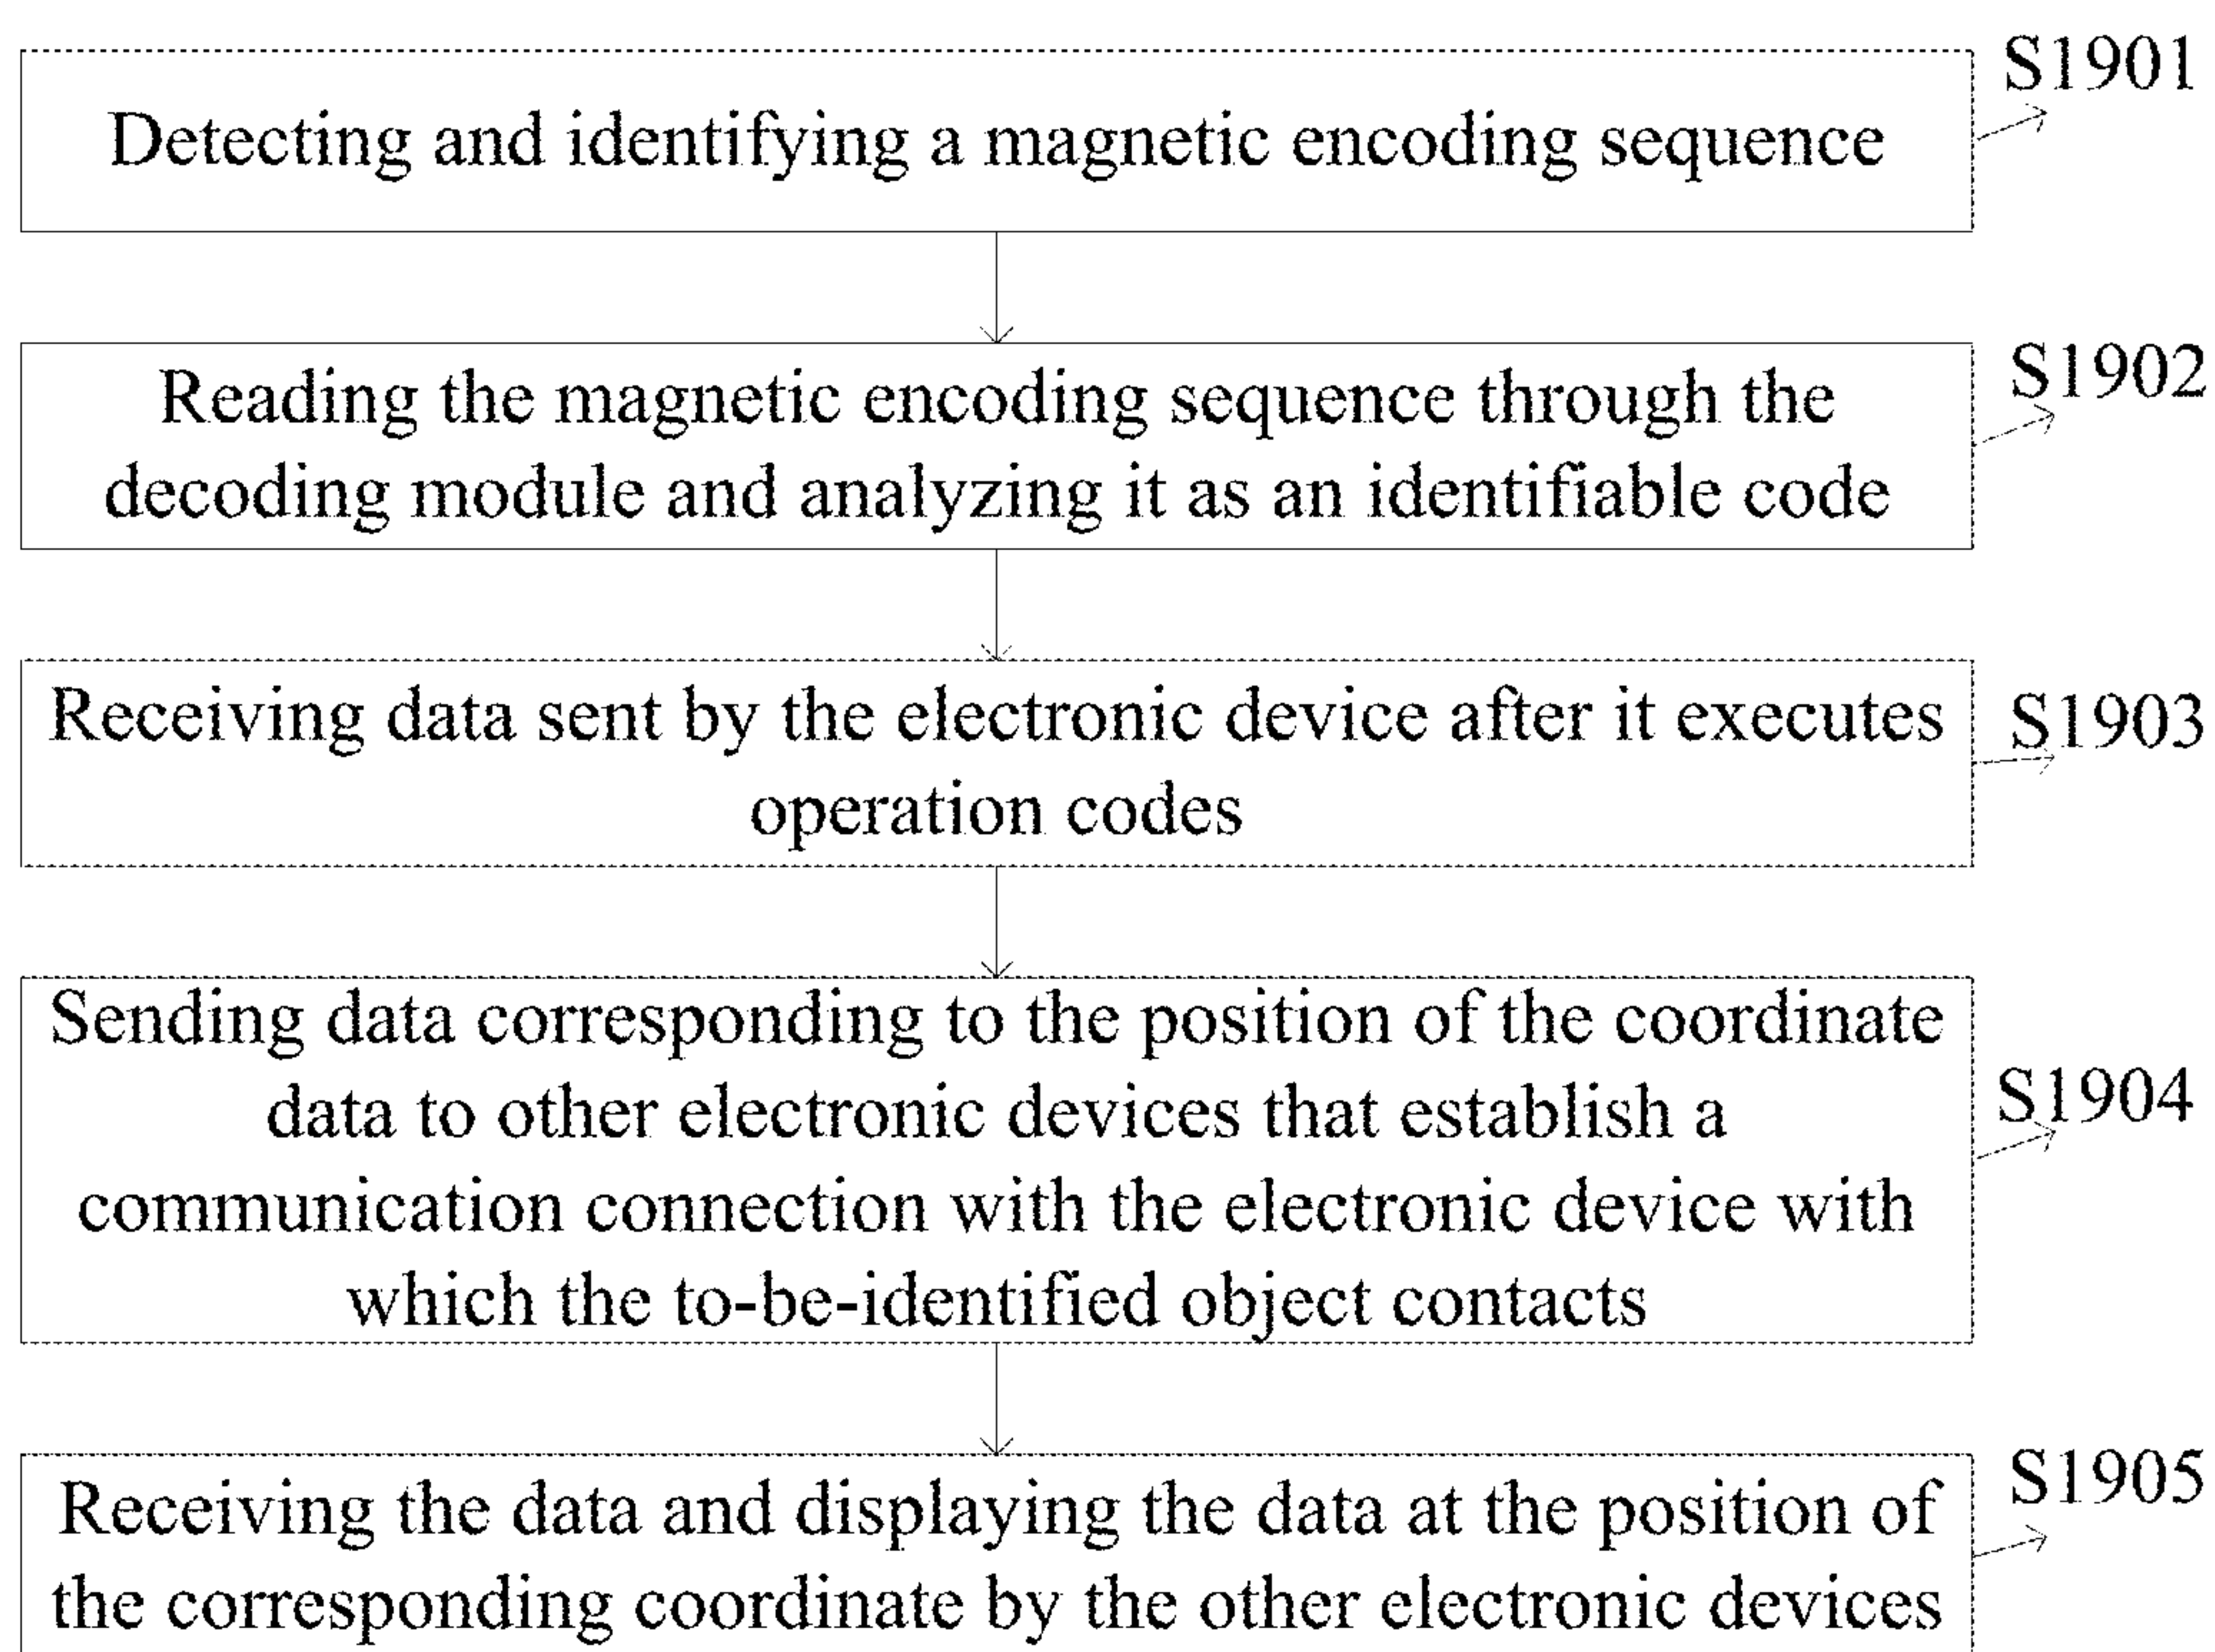 S1901
Detecting and identifying a magnetic encoding sequence
S1902
Reading the magnetic encoding sequence through the
decoding module and analyzing it as an identifiable code
S1903
Receiving data sent by the electronic device after it executes
operation codes
S1904
Sending data corresponding to the position of the coordinate
data to other electronic devices that establish a
communication connection with the electronic device with
which the to-be-identified object contacts
S1905
Receiving the data and displaying the data at the position of
the corresponding coordinate by the other electronic devices